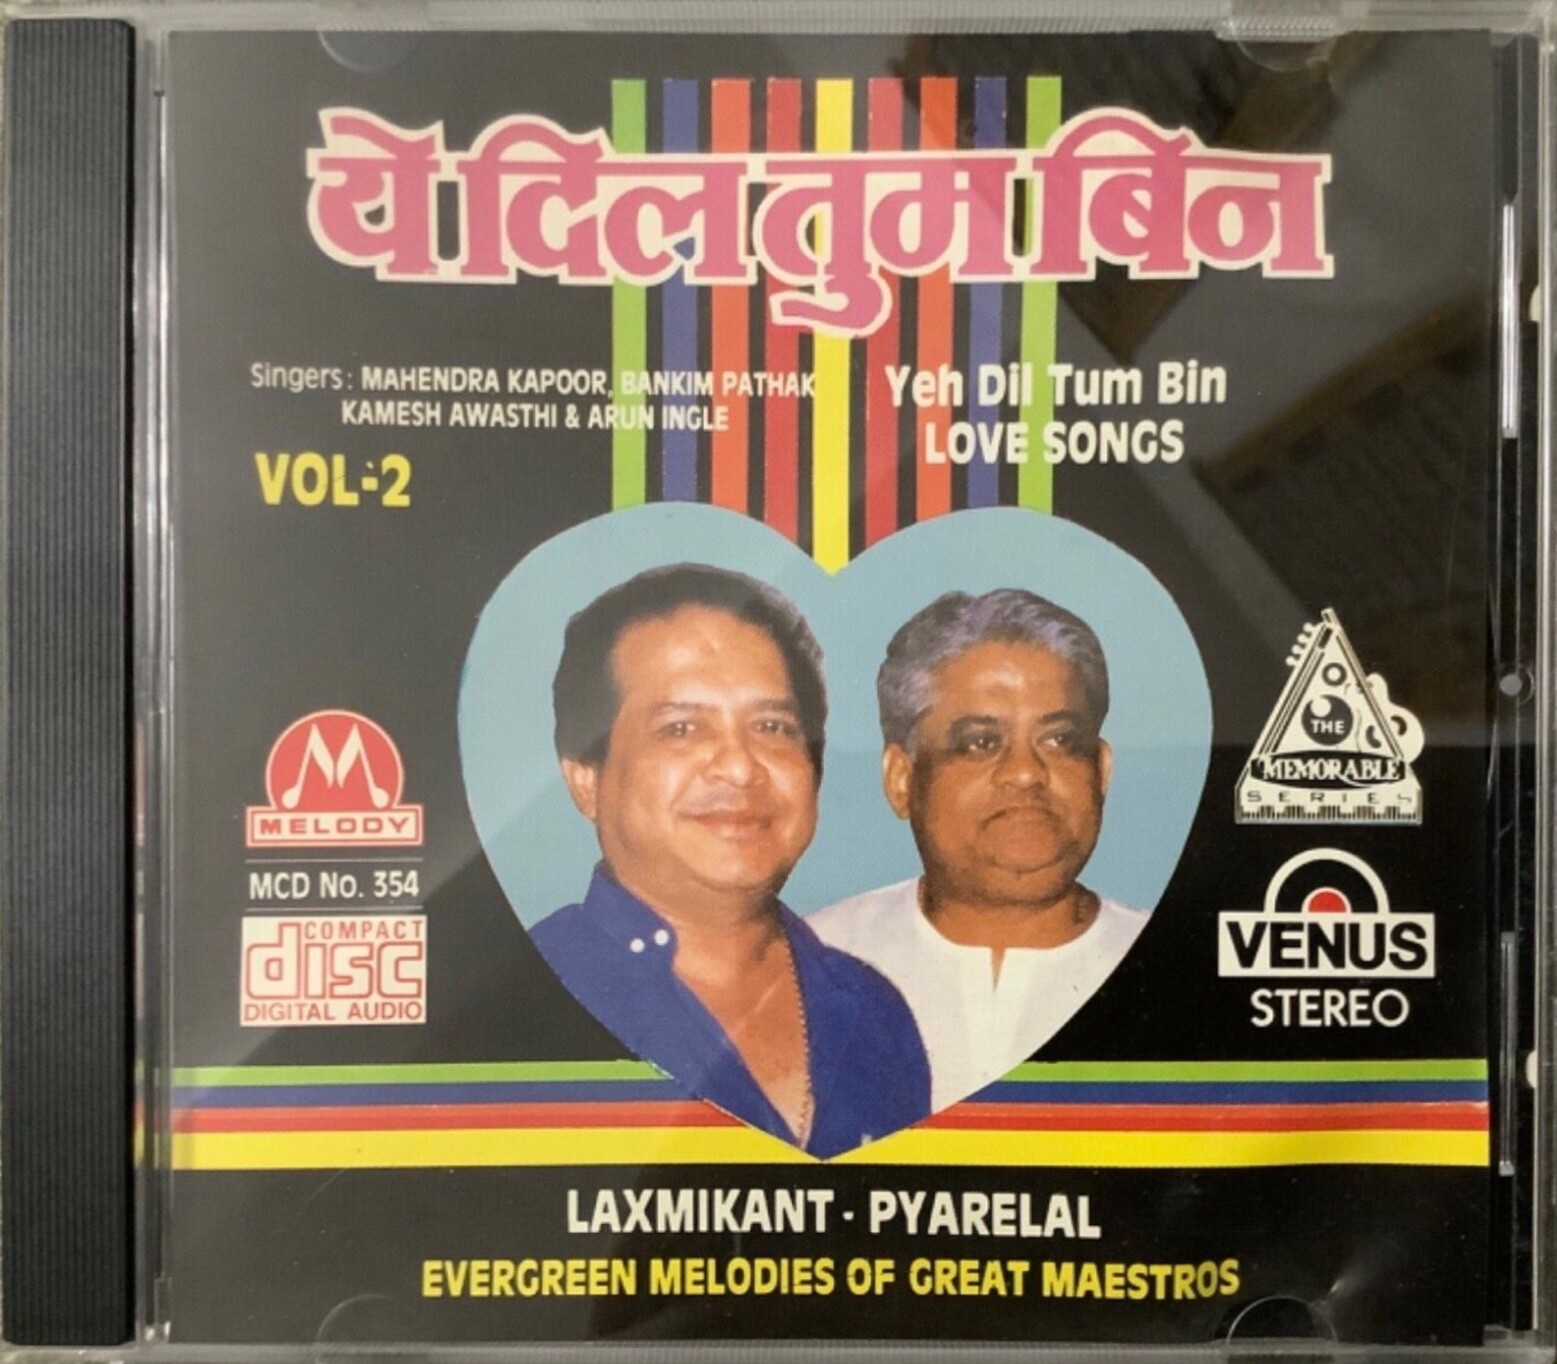 ये दिल तुम बिन
Singers: MAHENDRA KAPOOR, BANKIM PATHAK
KAMESH AWASTHI & ARUN INGLE
Yeh Dil Tum Bin
LOVE SONGS
VOL-2
THE
MEMORABLE
SERIES
MELODY
MCD No. 354
COMPACT
disc
DIGITAL AUDIO
VENUS
STEREO
LAXMIKANT - PYARELAL
EVERGREEN MELODIES OF GREAT MAESTROS